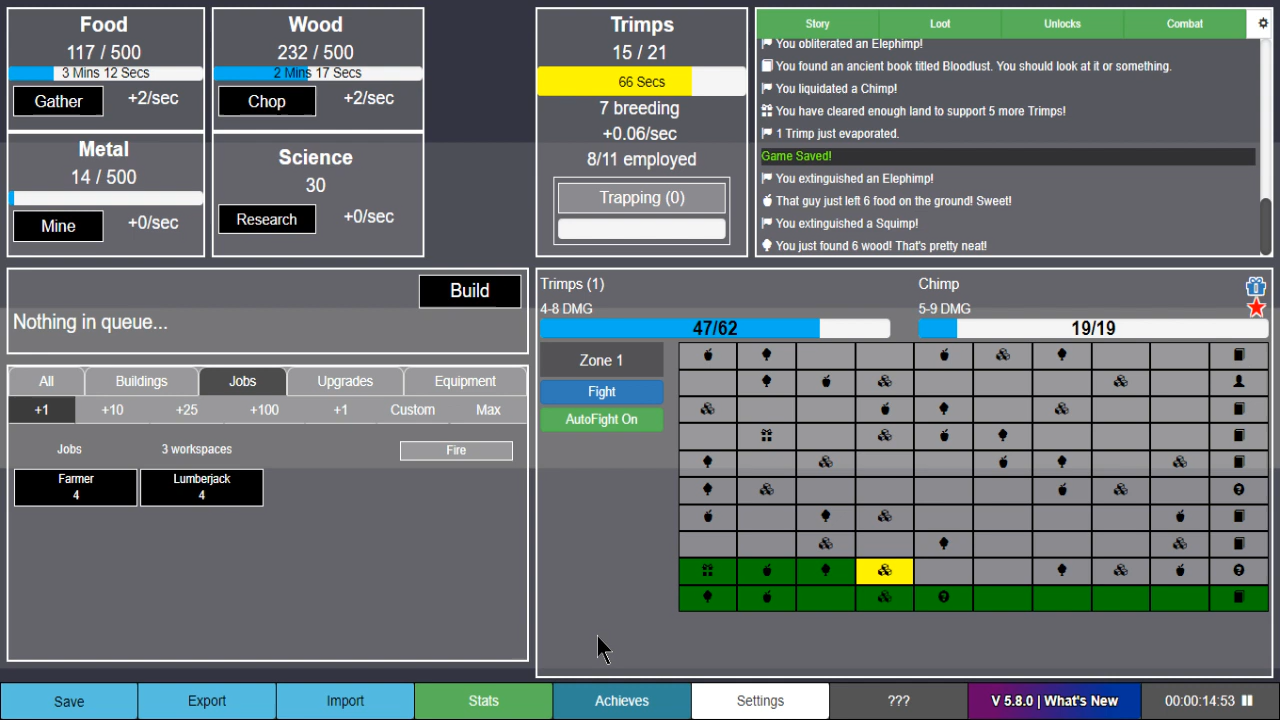 Food
117 / 500
3 Mins 12 Secs
Gather
+2/sec
Wood
232 / 500
2 Mins 17 Secs
Chop
+2/sec
Metal
14 / 500
Mine
+0/sec
Science
30
Research
+0/sec
Trimps
15 / 21
66 Secs
7 breeding
+0.06/sec
8/11 employed
Trapping (0)
Story
Loot
Unlocks
Combat
You obliterated an Elephimp!
You found an ancient book titled Bloodlust. You should look at it or something.
You liquidated a Chimp!
You have cleared enough land to support 5 more Trimps!
1 Trimp just evaporated.
Game Saved!
You extinguished an Elephimp!
That guy just left 6 food on the ground! Sweet!
You extinguished a Squimp!
You just found 6 wood! That's pretty neat!
Build
Nothing in queue...
All
Buildings
Jobs
Upgrades
Equipment
+1
+10
+25
+100
+1
Custom
Max
Jobs
3 workspaces
Fire
Farmer
4
Lumberjack
4
Trimps (1)
4-8 DMG
47/62
Chimp
5-9 DMG
19/19
Zone 1
Fight
AutoFight On
Save
Export
Import
Stats
Achieves
Settings
???
V 5.8.0 | What's New
00:00:14:53